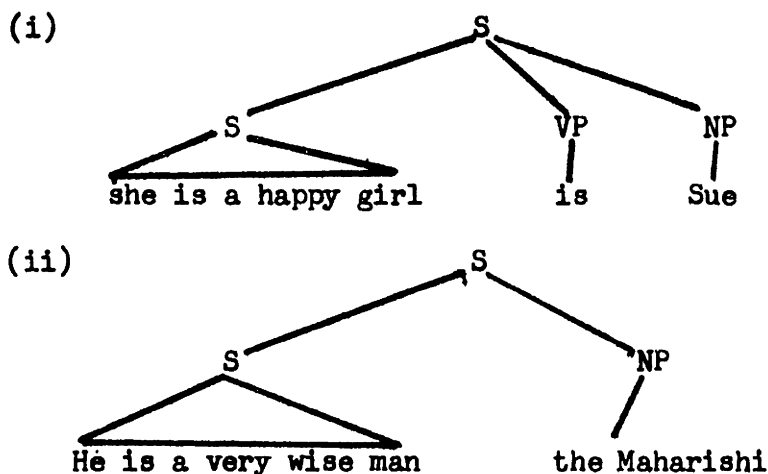 (i)
S
S VP NP
she is a happy girl is Sue
(ii)
S
S NP
He is a very wise man the Maharishi